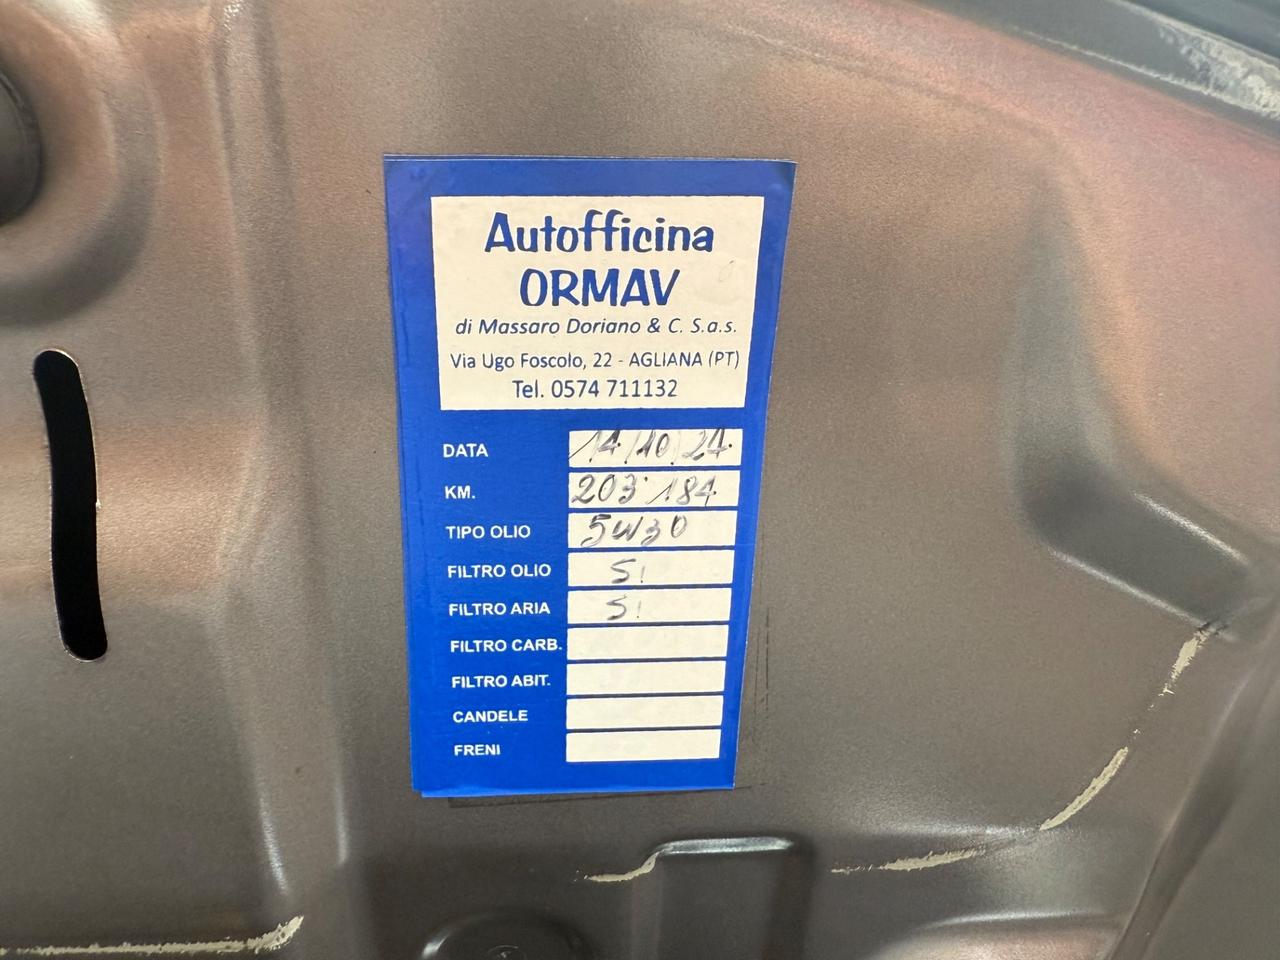 Autofficina
ORMAV
di Massaro Doriano & C. S.a.s.
Via Ugo Foscolo, 22 - AGLIANA (PT)
Tel. 0574 711132
DATA 14/10/24
KM. 203.184
TIPO OLIO 5W30
FILTRO OLIO Si
FILTRO ARIA Si
FILTRO CARB.
FILTRO ABIT.
CANDELE
FRENI